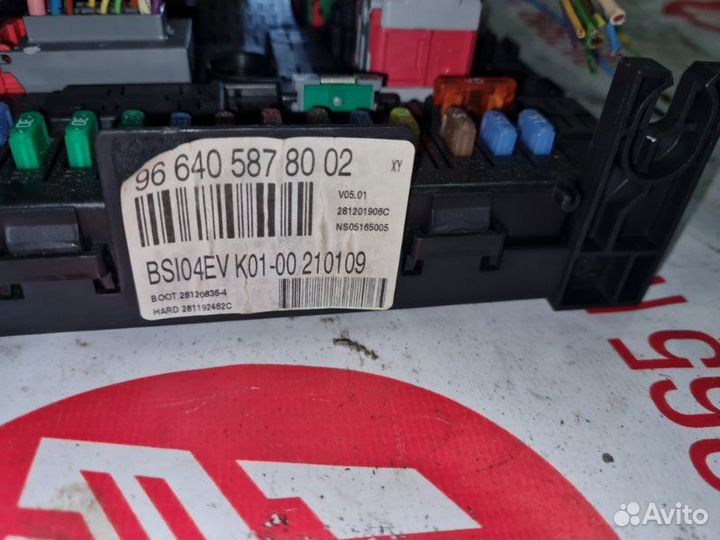 96 640 587 80 02
XY
V05.01
281201906C
NS05165005
BSI04EV K01-00 210109
BOOT 28120836-4
HARD 281192462C
Avito